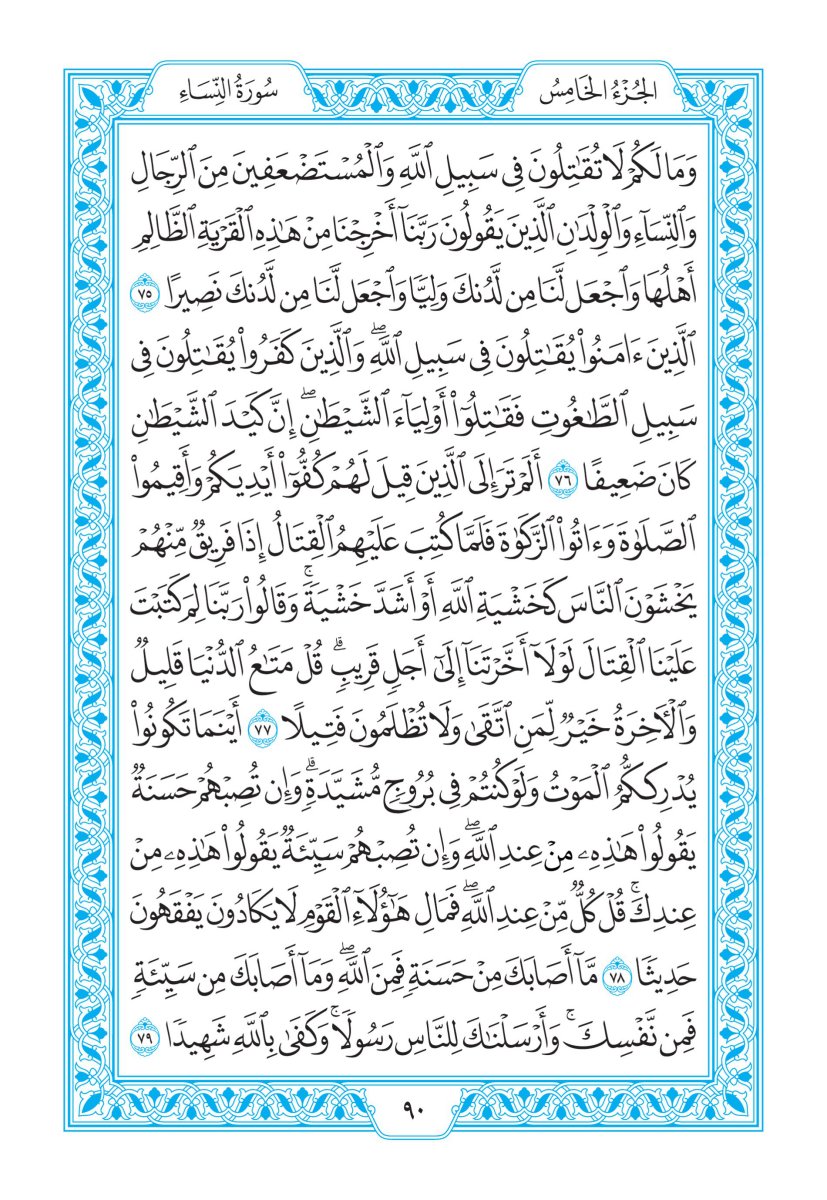 الجُزْءُ الخَامِسُ
سُورَةُ النِّسَاءِ
وَمَا لَكُمۡ لَا تُقَٰتِلُونَ فِي سَبِيلِ ٱللَّهِ وَٱلۡمُسۡتَضۡعَفِينَ مِنَ ٱلرِّجَالِ
وَٱلنِّسَآءِ وَٱلۡوِلۡدَٰنِ ٱلَّذِينَ يَقُولُونَ رَبَّنَآ أَخۡرِجۡنَا مِنۡ هَٰذِهِ ٱلۡقَرۡيَةِ ٱلظَّالِمِ
أَهۡلُهَا وَٱجۡعَل لَّنَا مِن لَّدُنكَ وَلِيّٗا وَٱجۡعَل لَّنَا مِن لَّدُنكَ نَصِيرًا ٧٥
ٱلَّذِينَ ءَامَنُواْ يُقَٰتِلُونَ فِي سَبِيلِ ٱللَّهِۖ وَٱلَّذِينَ كَفَرُواْ يُقَٰتِلُونَ فِي
سَبِيلِ ٱلطَّٰغُوتِ فَقَٰتِلُوٓاْ أَوۡلِيَآءَ ٱلشَّيۡطَٰنِۖ إِنَّ كَيۡدَ ٱلشَّيۡطَٰنِ
كَانَ ضَعِيفًا ٧٦ أَلَمۡ تَرَ إِلَى ٱلَّذِينَ قِيلَ لَهُمۡ كُفُّوٓاْ أَيۡدِيَكُمۡ وَأَقِيمُواْ
ٱلصَّلَوٰةَ وَءَاتُواْ ٱلزَّكَوٰةَ فَلَمَّا كُتِبَ عَلَيۡهِمُ ٱلۡقِتَالُ إِذَا فَرِيقٞ مِّنۡهُمۡ
يَخۡشَوۡنَ ٱلنَّاسَ كَخَشۡيَةِ ٱللَّهِ أَوۡ أَشَدَّ خَشۡيَةٗۚ وَقَالُواْ رَبَّنَا لِمَ كَتَبۡتَ
عَلَيۡنَا ٱلۡقِتَالَ لَوۡلَآ أَخَّرۡتَنَآ إِلَىٰٓ أَجَلٖ قَرِيبٖۗ قُلۡ مَتَٰعُ ٱلدُّنۡيَا قَلِيلٞ
وَٱلۡأٓخِرَةُ خَيۡرٞ لِّمَنِ ٱتَّقَىٰ وَلَا تُظۡلَمُونَ فَتِيلًا ٧٧ أَيۡنَمَا تَكُونُواْ
يُدۡرِككُّمُ ٱلۡمَوۡتُ وَلَوۡ كُنتُمۡ فِي بُرُوجٖ مُّشَيَّدَةٖۗ وَإِن تُصِبۡهُمۡ حَسَنَةٞ
يَقُولُواْ هَٰذِهِۦ مِنۡ عِندِ ٱللَّهِۖ وَإِن تُصِبۡهُمۡ سَيِّئَةٞ يَقُولُواْ هَٰذِهِۦ مِنۡ
عِندِكَۚ قُلۡ كُلّٞ مِّنۡ عِندِ ٱللَّهِۖ فَمَالِ هَٰٓؤُلَآءِ ٱلۡقَوۡمِ لَا يَكَادُونَ يَفۡقَهُونَ
حَدِيثٗا ٧٨ مَّآ أَصَابَكَ مِنۡ حَسَنَةٖ فَمِنَ ٱللَّهِۖ وَمَآ أَصَابَكَ مِن سَيِّئَةٖ
فَمِن نَّفۡسِكَۚ وَأَرۡسَلۡنَٰكَ لِلنَّاسِ رَسُولٗاۚ وَكَفَىٰ بِٱللَّهِ شَهِيدٗا ٧٩
٩٠